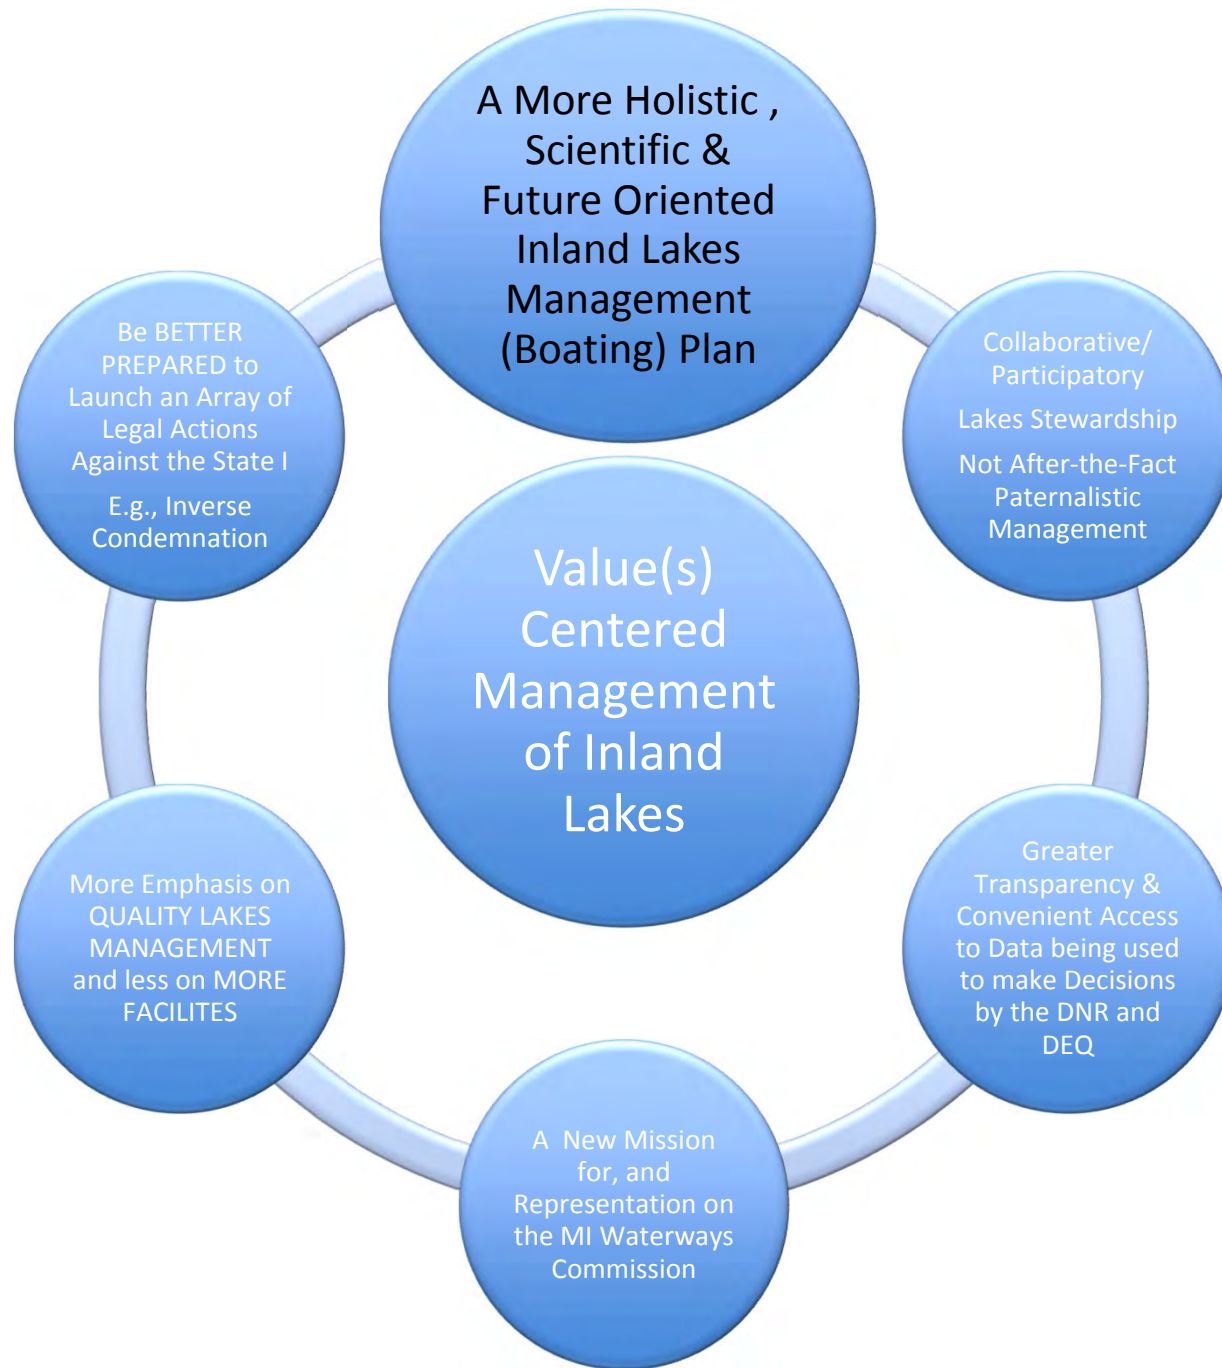 A More Holistic ,
Scientific &
Future Oriented
Inland Lakes
Management
(Boating) Plan
Collaborative/
Participatory
Lakes Stewardship
Not After-the-Fact
Paternalistic
Management
Greater
Transparency &
Convenient Access
to Data being used
to make Decisions
by the DNR and
DEQ
A New Mission
for, and
Representation on
the MI Waterways
Commission
More Emphasis on
QUALITY LAKES
MANAGEMENT
and less on MORE
FACILITES
Be BETTER
PREPARED to
Launch an Array of
Legal Actions
Against the State I
E.g., Inverse
Condemnation
Value(s)
Centered
Management
of Inland
Lakes